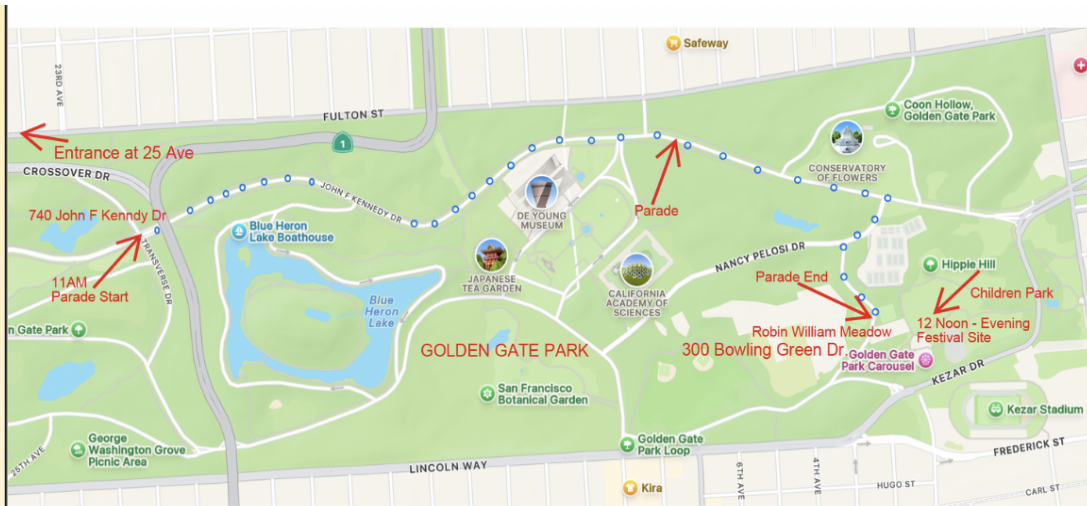 Safeway
23RD AVE
FULTON ST
1
Coon Hollow,
Golden Gate Park
Entrance at 25 Ave
CROSSOVER DR
CONSERVATORY
OF FLOWERS
JOHN F KENNEDY DR
DE YOUNG
MUSEUM
Parade
740 John F Kenndy Dr
Blue Heron
Lake Boathouse
TRANSVERSE DR
NANCY PELOSI DR
JAPANESE
TEA GARDEN
CALIFORNIA
ACADEMY OF
SCIENCES
Hippie Hill
11AM
Parade Start
Parade End
Children Park
Blue
Heron
Lake
n Gate Park
Robin William Meadow
12 Noon - Evening
Festival Site
GOLDEN GATE PARK
300 Bowling Green Dr.
Golden Gate
Park Carousel
KEZAR DR
San Francisco
Botanical Garden
Kezar Stadium
George
Washington Grove
Picnic Area
Golden Gate
Park Loop
25TH AVE
LINCOLN WAY
FREDERICK ST
6TH AVE
4TH AVE
Kira
HUGO ST
CARL ST